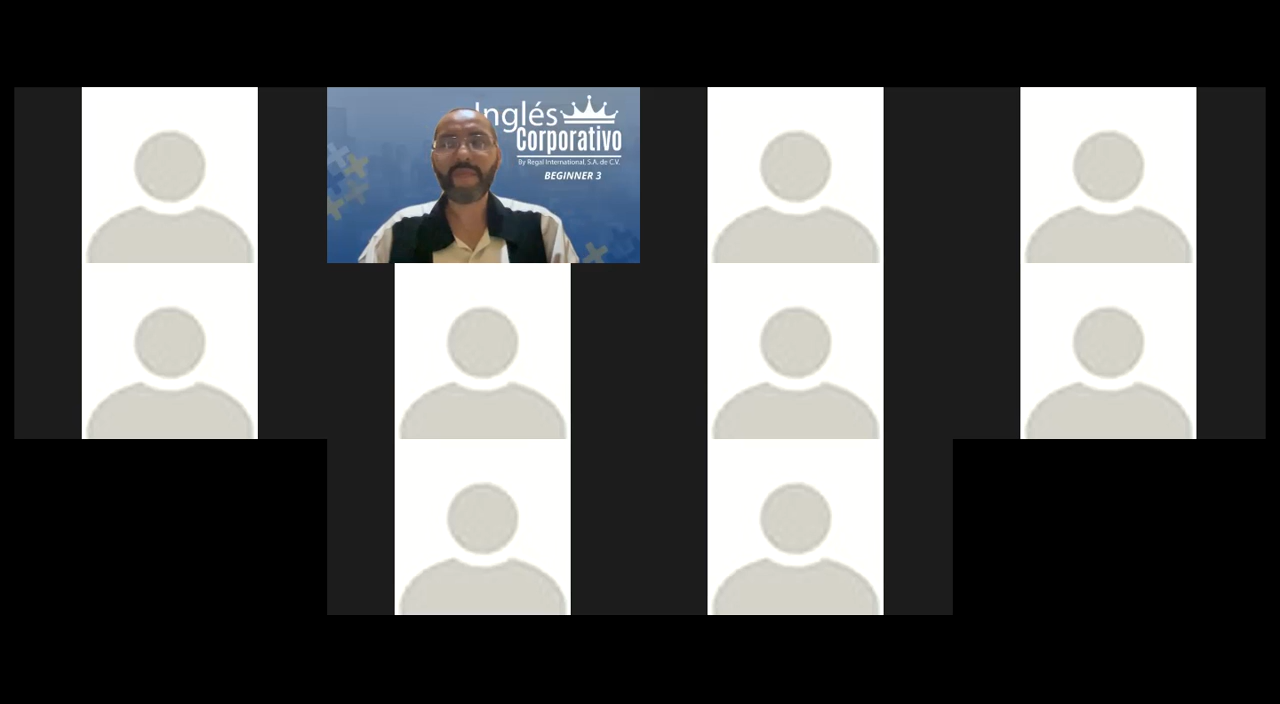 Inglés
Corporativo
By Regal International, S.A. de C.V.
BEGINNER 3